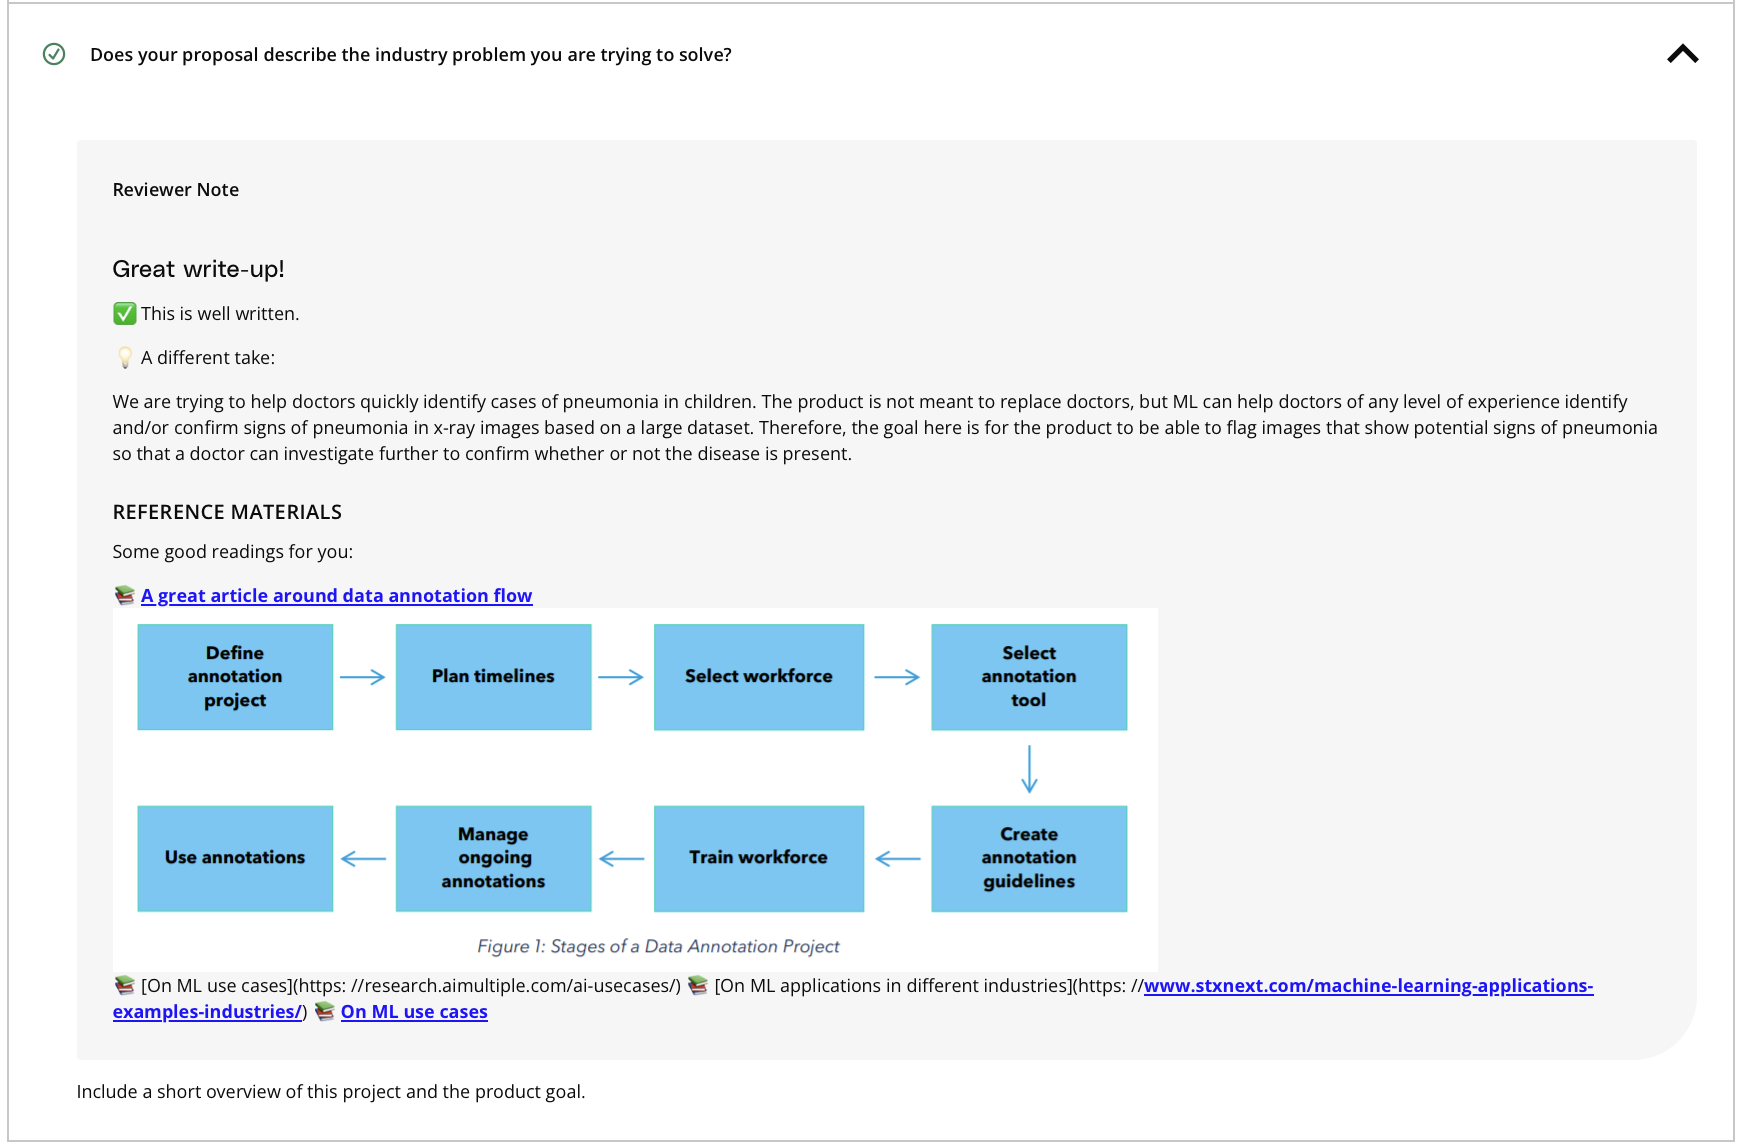 Does your proposal describe the industry problem you are trying to solve?
Reviewer Note
Great write-up!
✅ This is well written.
💡 A different take:
We are trying to help doctors quickly identify cases of pneumonia in children. The product is not meant to replace doctors, but ML can help doctors of any level of experience identify
and/or confirm signs of pneumonia in x-ray images based on a large dataset. Therefore, the goal here is for the product to be able to flag images that show potential signs of pneumonia
so that a doctor can investigate further to confirm whether or not the disease is present.
REFERENCE MATERIALS
Some good readings for you:
📚 A great article around data annotation flow
Define
annotation
project
Plan timelines
Select workforce
Select
annotation
tool
Create
annotation
guidelines
Train workforce
Manage
ongoing
annotations
Use annotations
Figure 1: Stages of a Data Annotation Project
📚 [On ML use cases](https: //research.aimultiple.com/ai-usecases/) 📚 [On ML applications in different industries](https: //www.stxnext.com/machine-learning-applications-
examples-industries/) 📚 On ML use cases
Include a short overview of this project and the product goal.